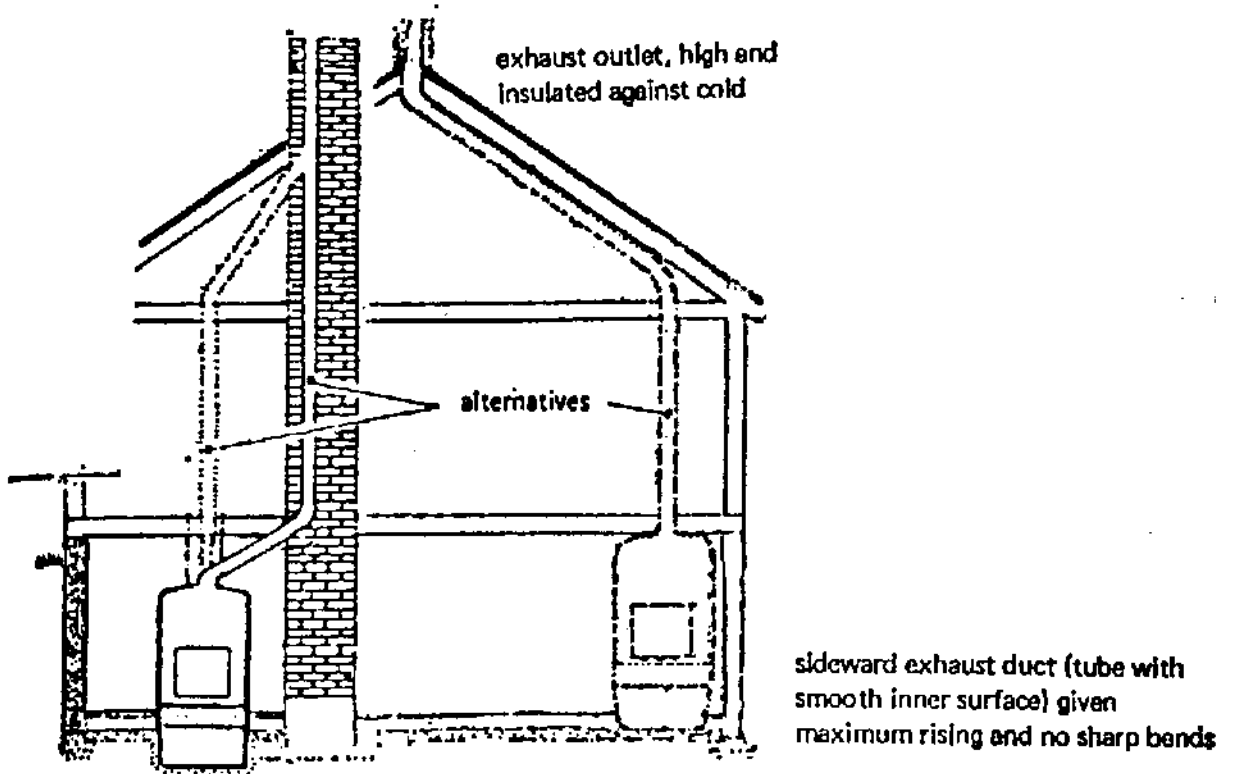 exhaust outlet, high and
insulated against cold
alternatives
sideward exhaust duct (tube with
smooth inner surface) given
maximum rising and no sharp bends